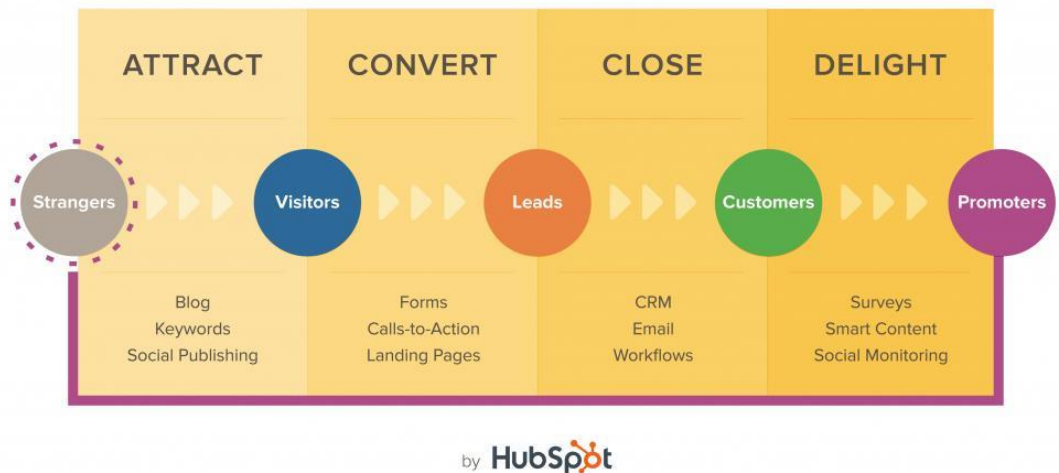 ATTRACT CONVERT CLOSE DELIGHT
Strangers Visitors Leads Customers Promoters
Blog Forms CRM Surveys
Keywords Calls-to-Action Email Smart Content
Social Publishing Landing Pages Workflows Social Monitoring
by HubSpot